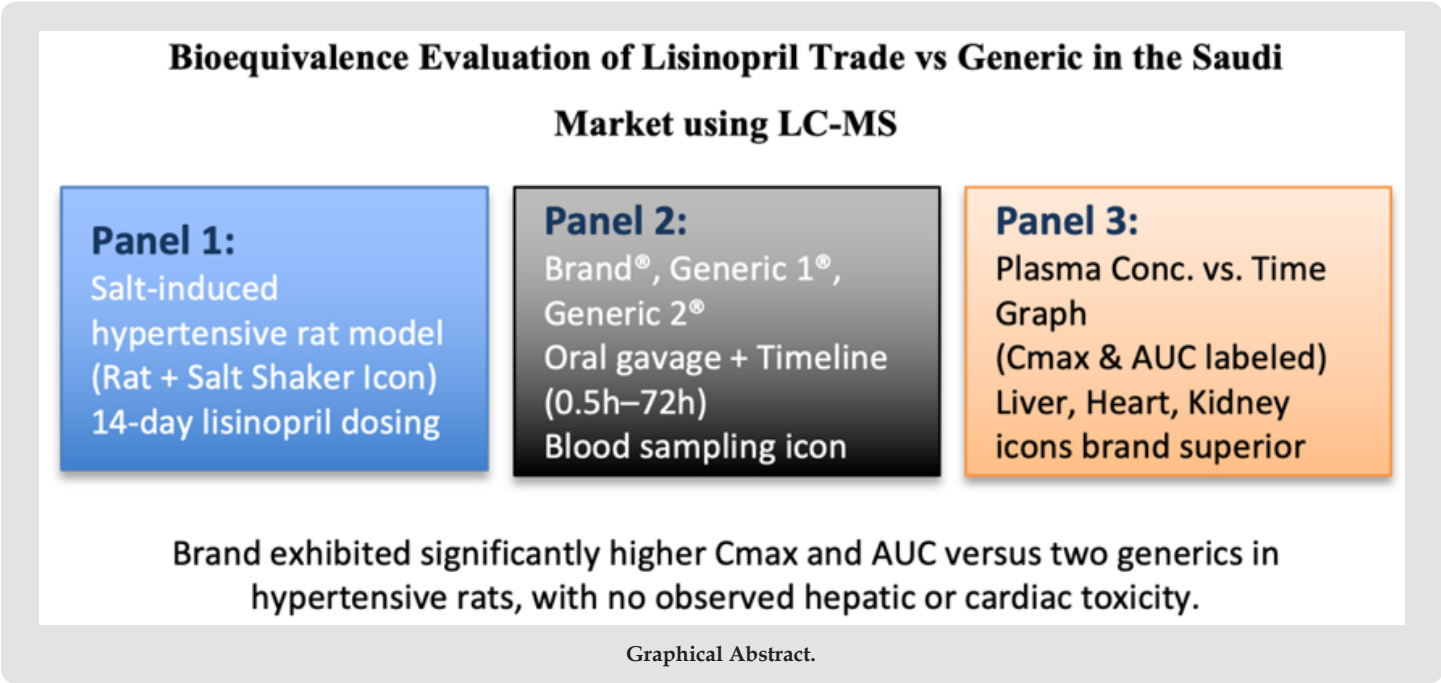 Bioequivalence Evaluation of Lisinopril Trade vs Generic in the Saudi
Market using LC-MS
Panel 1:
Salt-induced
hypertensive rat model
(Rat + Salt Shaker Icon)
14-day lisinopril dosing
Panel 2:
Brand®, Generic 1®,
Generic 2®
Oral gavage + Timeline
(0.5h–72h)
Blood sampling icon
Panel 3:
Plasma Conc. vs. Time
Graph
(Cmax & AUC labeled)
Liver, Heart, Kidney
icons brand superior
Brand exhibited significantly higher Cmax and AUC versus two generics in
hypertensive rats, with no observed hepatic or cardiac toxicity.
Graphical Abstract.